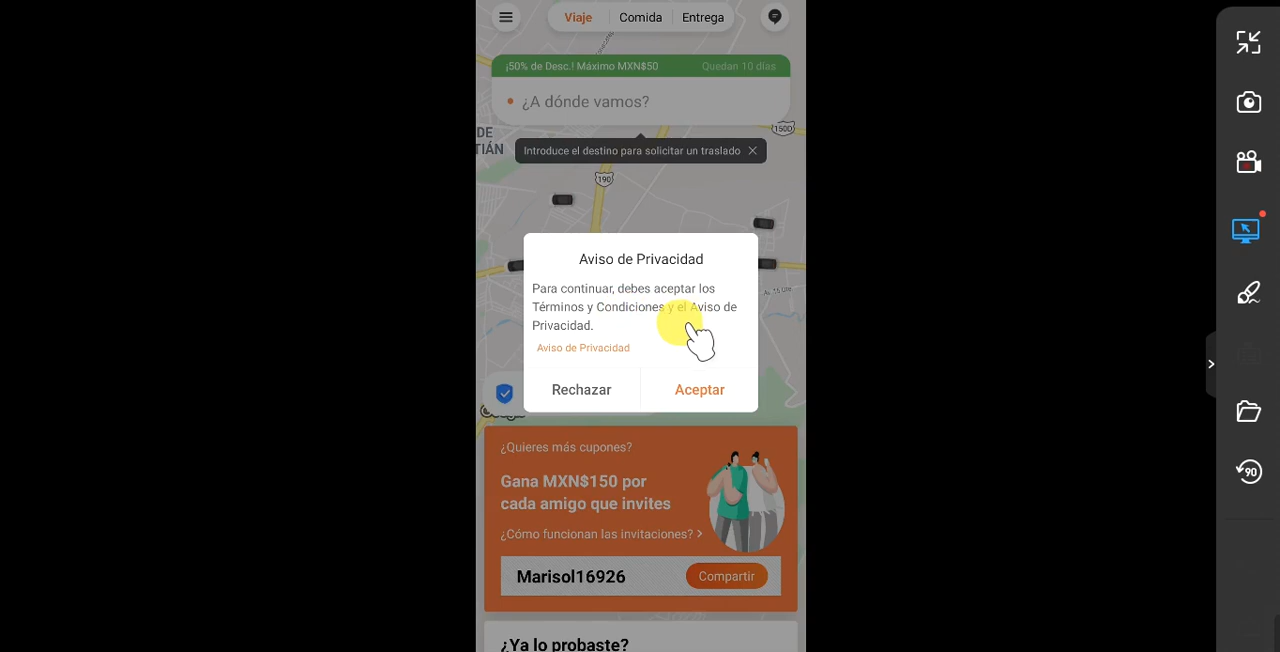 Viaje Comida Entrega
¡50% de Desc.! Máximo MXN$50 Quedan 10 días
¿A dónde vamos?
DE
TIÁN
150D
Introduce el destino para solicitar un traslado
190
Aviso de Privacidad
Para continuar, debes aceptar los
Términos y Condiciones y el Aviso de
Privacidad.
Aviso de Privacidad
Rechazar Aceptar
¿Quieres más cupones?
Gana MXN$150 por
cada amigo que invites
¿Cómo funcionan las invitaciones?
Marisol16926 Compartir
¿Ya lo probaste?
90